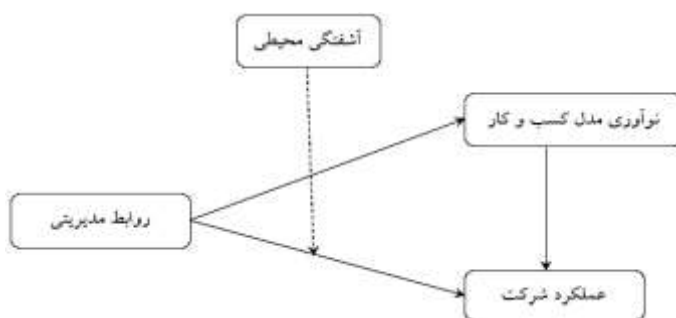 آشفتگی محیطی
نوآوری مدل کسب و کار
روابط مدیریتی
عملکرد شرکت